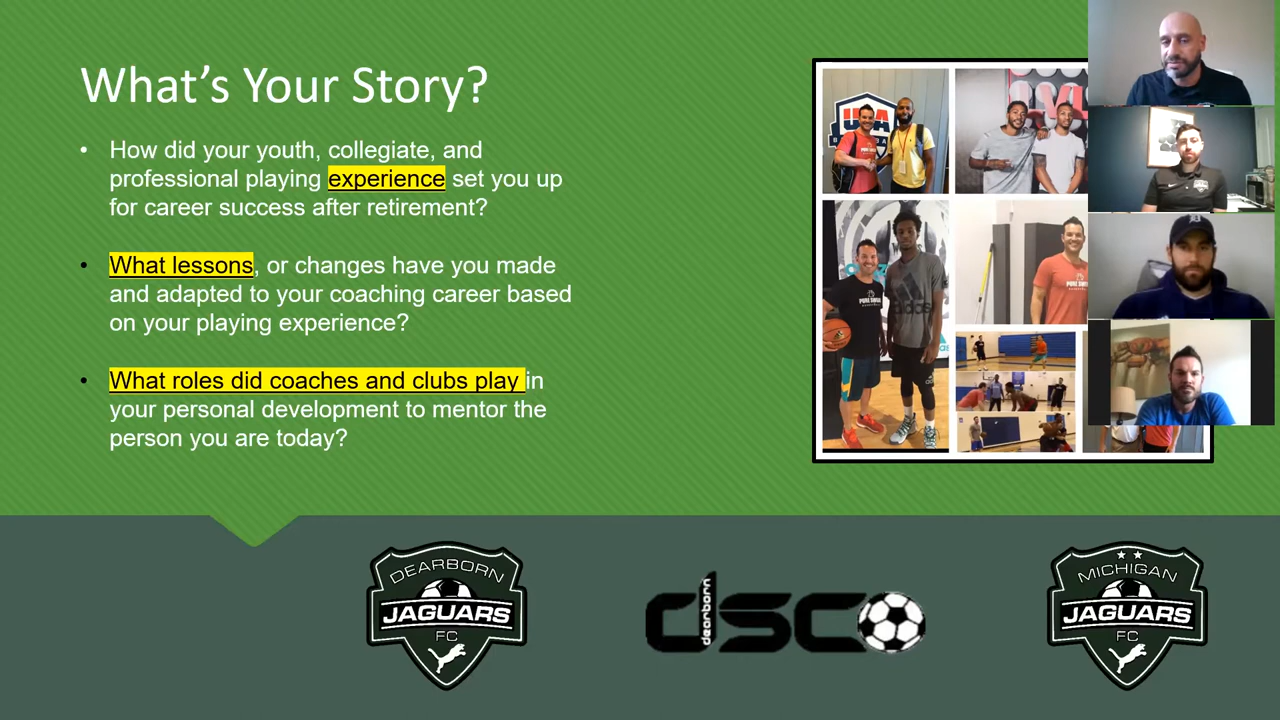 What's Your Story?
• How did your youth, collegiate, and
professional playing experience set you up
for career success after retirement?
• What lessons, or changes have you made
and adapted to your coaching career based
on your playing experience?
• What roles did coaches and clubs play in
your personal development to mentor the
person you are today?
USA
adidas
DEARBORN
JAGUARS
FC
dearborn
dsco
MICHIGAN
JAGUARS
FC